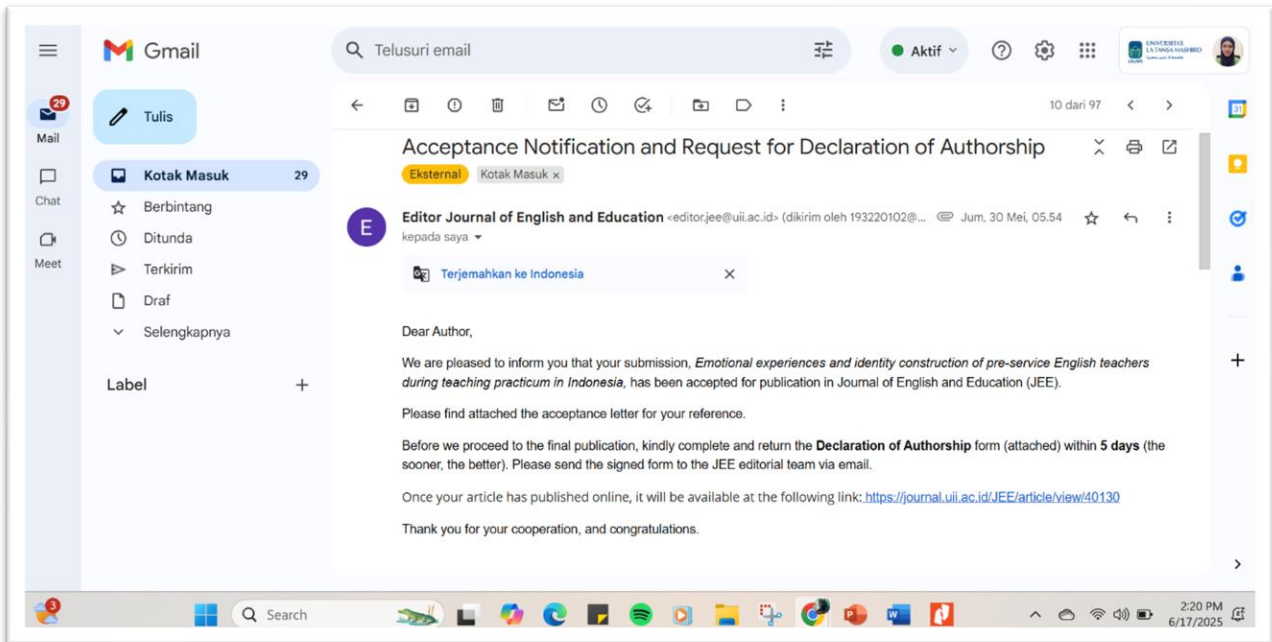 Gmail
Telusuri email
Aktif
UNIVERSITAS
LA TANSA MASHIRO
29
Mail
Chat
Meet
Tulis
Kotak Masuk 29
Berbintang
Ditunda
Terkirim
Draf
Selengkapnya
Label
10 dari 97
31
Acceptance Notification and Request for Declaration of Authorship
Eksternal Kotak Masuk x
E
Editor Journal of English and Education <editor.jee@uii.ac.id> (dikirim oleh 193220102@... Jum, 30 Mei, 05.54
kepada saya
Terjemahkan ke Indonesia
Dear Author,
We are pleased to inform you that your submission, Emotional experiences and identity construction of pre-service English teachers
during teaching practicum in Indonesia, has been accepted for publication in Journal of English and Education (JEE).
Please find attached the acceptance letter for your reference.
Before we proceed to the final publication, kindly complete and return the Declaration of Authorship form (attached) within 5 days (the
sooner, the better). Please send the signed form to the JEE editorial team via email.
Once your article has published online, it will be available at the following link: https://journal.uii.ac.id/JEE/article/view/40130
Thank you for your cooperation, and congratulations.
3
Search
2:20 PM
6/17/2025